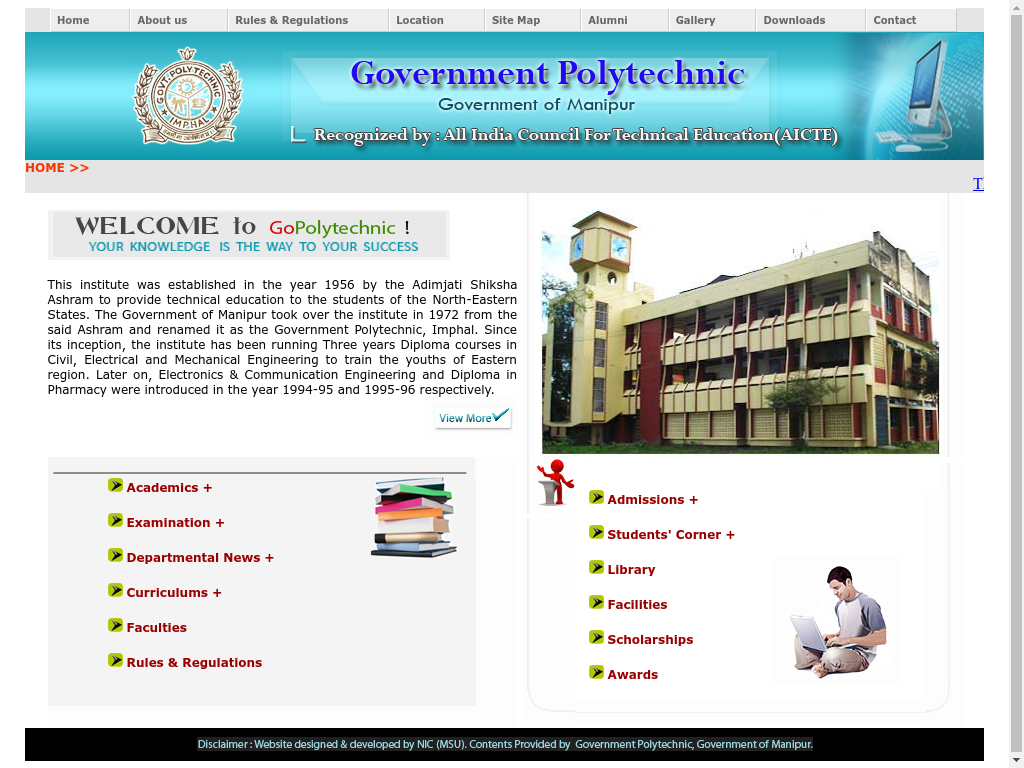 Home About us Rules & Regulations Location Site Map Alumni Gallery Downloads Contact
GOVT. POLYTECHNIC
IMPHAL
Government Polytechnic
Government of Manipur
Recognized by : All India Council For Technical Education(AICTE)
HOME >>
WELCOME to GoPolytechnic !
YOUR KNOWLEDGE IS THE WAY TO YOUR SUCCESS
This institute was established in the year 1956 by the Adimjati Shiksha
Ashram to provide technical education to the students of the North-Eastern
States. The Government of Manipur took over the institute in 1972 from the
said Ashram and renamed it as the Government Polytechnic, Imphal. Since
its inception, the institute has been running Three years Diploma courses in
Civil, Electrical and Mechanical Engineering to train the youths of Eastern
region. Later on, Electronics & Communication Engineering and Diploma in
Pharmacy were introduced in the year 1994-95 and 1995-96 respectively.
View More
Academics +
Examination +
Departmental News +
Curriculums +
Faculties
Rules & Regulations
Admissions +
Students' Corner +
Library
Facilities
Scholarships
Awards
Disclaimer : Website designed & developed by NIC (MSU). Contents Provided by Government Polytechnic, Government of Manipur.